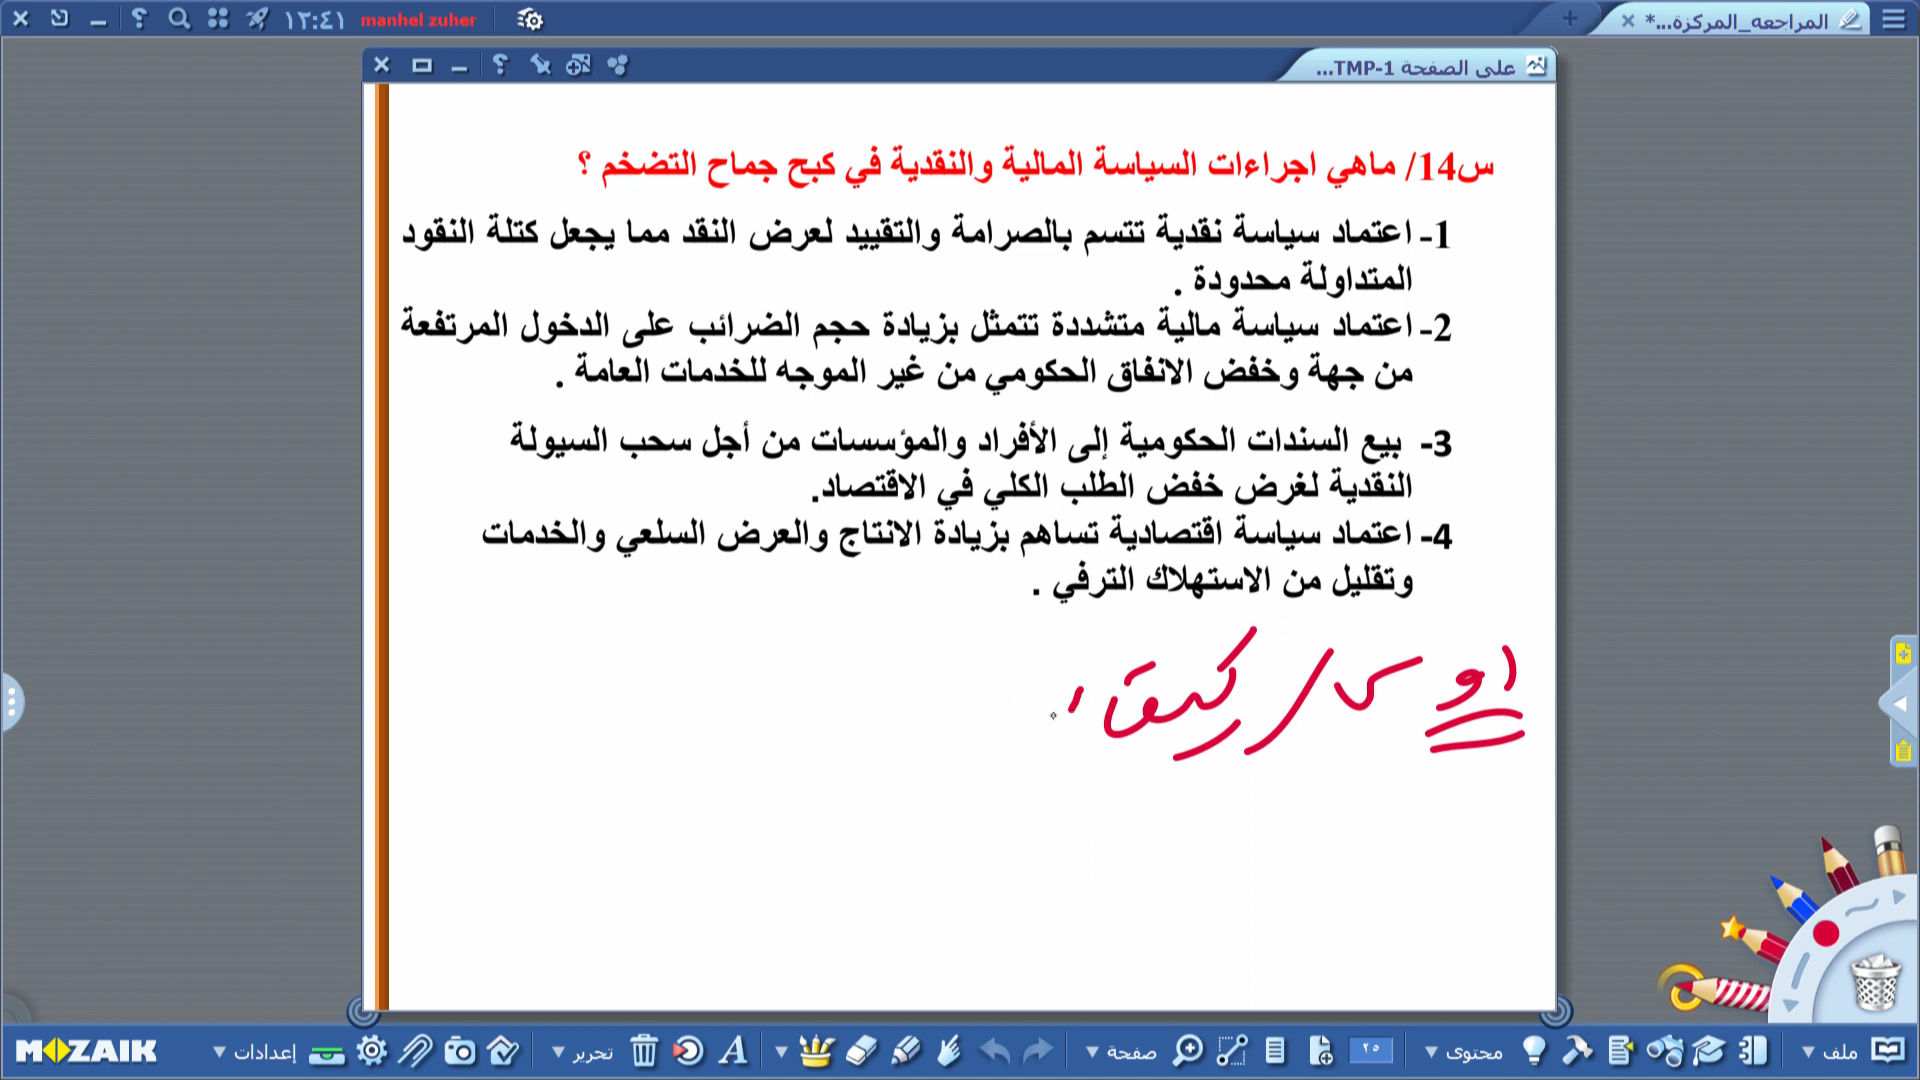 المراجعه_المركزة...*
manhel zuher
١٣:٤١
على الصفحة TMP-1...
س14/ ماهي اجراءات السياسة المالية والنقدية في كبح جماح التضخم ؟
1- اعتماد سياسة نقدية تتسم بالصرامة والتقييد لعرض النقد مما يجعل كتلة النقود
المتداولة محدودة .
2- اعتماد سياسة مالية متشددة تتمثل بزيادة حجم الضرائب على الدخول المرتفعة
من جهة وخفض الانفاق الحكومي من غير الموجه للخدمات العامة .
3- بيع السندات الحكومية إلى الأفراد والمؤسسات من أجل سحب السيولة
النقدية لغرض خفض الطلب الكلي في الاقتصاد.
4- اعتماد سياسة اقتصادية تساهم بزيادة الانتاج والعرض السلعي والخدمات
وتقليل من الاستهلاك الترفي .
او س/
ملف
محتوى
٢٥
صفحة
تحرير
إعدادات
MOZAIK